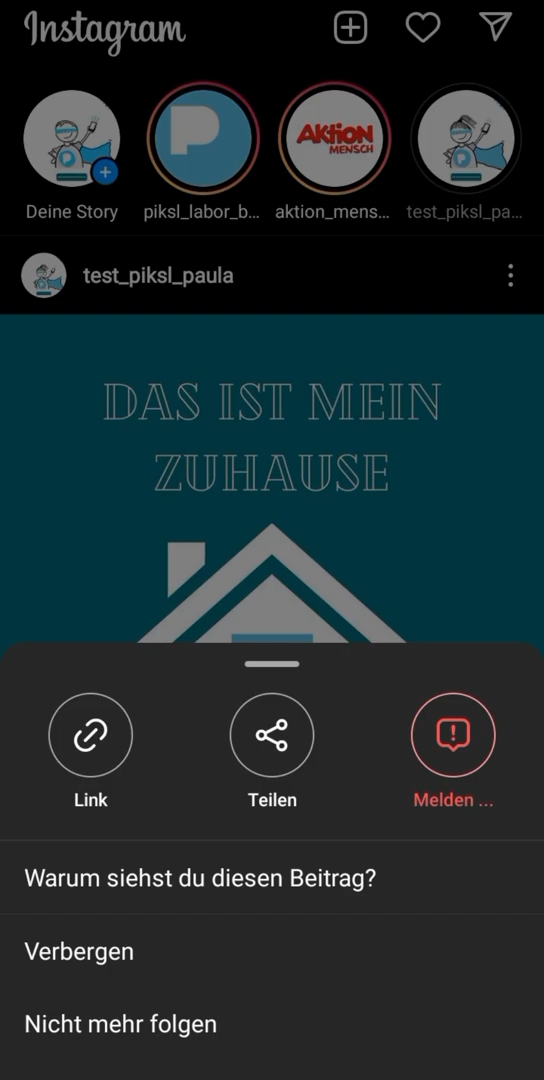 Instagram
Deine Story
piksl_labor_b...
aktion_mens...
test_piksl_pa...
P
AKTION
MENSCH
P
P
test_piksl_paula
DAS IST MEIN
ZUHAUSE
Link
Teilen
Melden ...
Warum siehst du diesen Beitrag?
Verbergen
Nicht mehr folgen